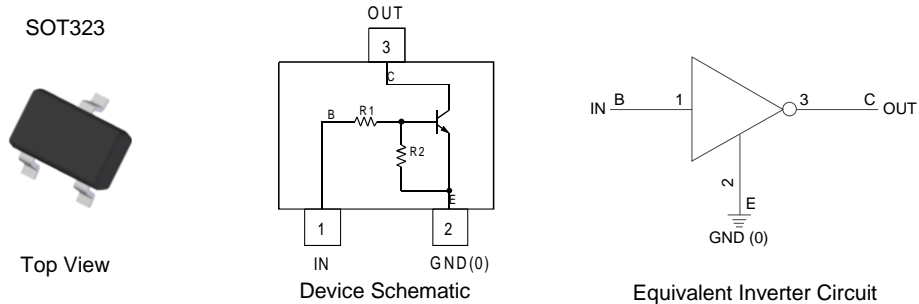 SOT323
Top View
OUT
3
C
B
R1
R2
E
1
2
IN
GND(0)
Device Schematic
IN
B
1
3
C
OUT
2
E
GND (0)
Equivalent Inverter Circuit